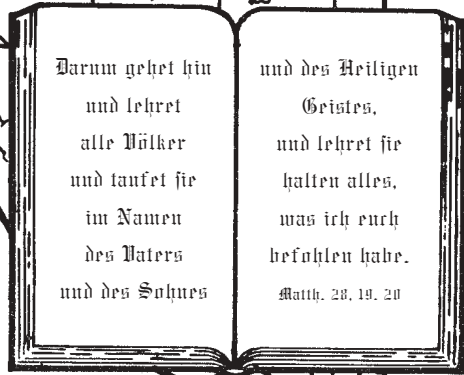 Darum gehet hin
und lehret
alle Völker
und taufet sie
im Namen
des Vaters
und des Sohnes
und des Heiligen
Geistes,
und lehret sie
halten alles,
was ich euch
befohlen habe.
Matth. 28, 19. 20